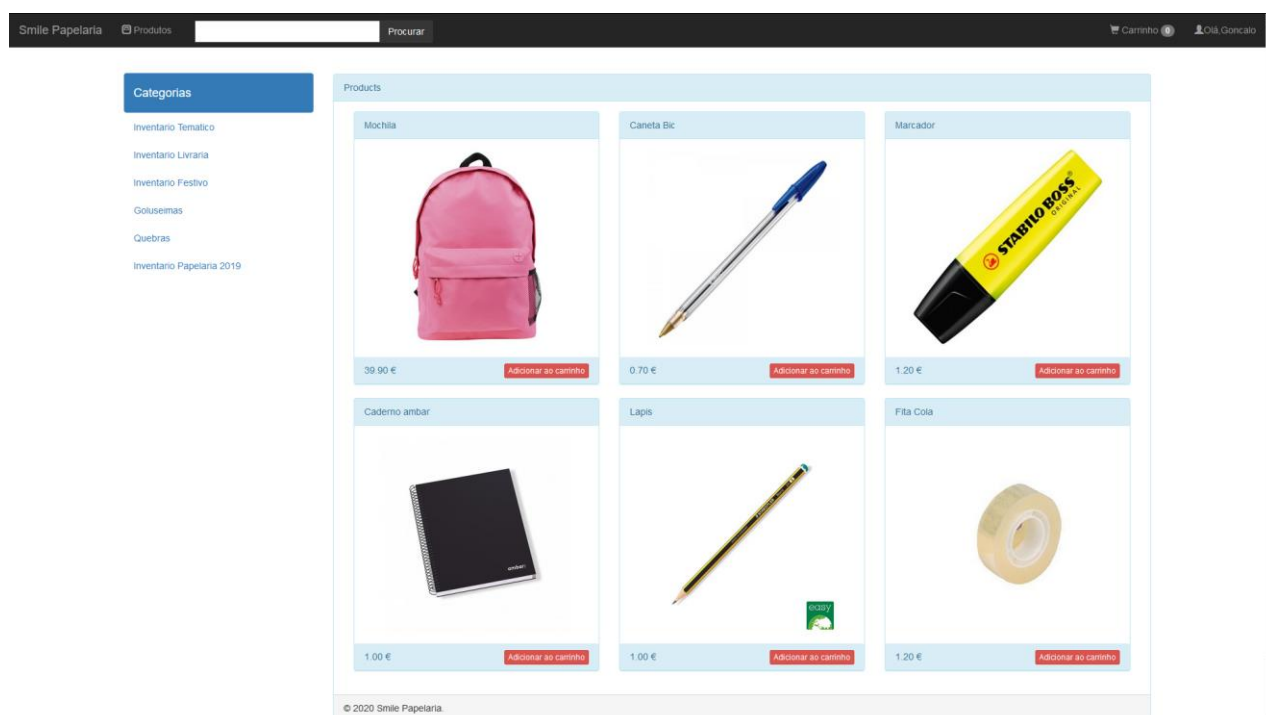 Smile Papelaria Produtos Procurar Carrinho 0 Olá,Goncalo
Categorias
Inventario Tematico
Inventario Livraria
Inventario Festivo
Goluseimas
Quebras
Inventario Papelaria 2019
Products
Mochila
Caneta Bic
Marcador
STABILO BOSS®
ORIGINAL
39.90 € Adicionar ao carrinho
0.70 € Adicionar ao carrinho
1.20 € Adicionar ao carrinho
Caderno ambar
Lapis
Fita Cola
ambar
easy
1.00 € Adicionar ao carrinho
1.00 € Adicionar ao carrinho
1.20 € Adicionar ao carrinho
© 2020 Smile Papelaria.